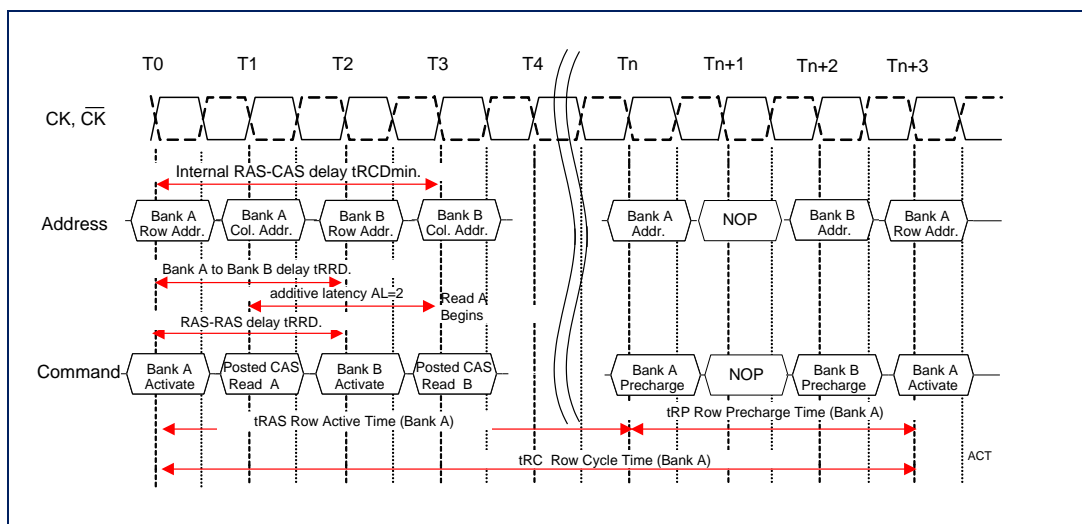 T0 T1 T2 T3 T4 Tn Tn+1 Tn+2 Tn+3
CK, C̅K̅
Internal RAS-CAS delay tRCDmin.
Address
Bank A Row Addr.
Bank A Col. Addr.
Bank B Row Addr.
Bank B Col. Addr.
Bank A Addr.
NOP
Bank B Addr.
Bank A Row Addr.
Bank A to Bank B delay tRRD.
additive latency AL=2
Read A Begins
RAS-RAS delay tRRD.
Command
Bank A Activate
Posted CAS Read A
Bank B Activate
Posted CAS Read B
Bank A Precharge
NOP
Bank B Precharge
Bank A Activate
tRAS Row Active Time (Bank A)
tRP Row Precharge Time (Bank A)
tRC Row Cycle Time (Bank A)
ACT